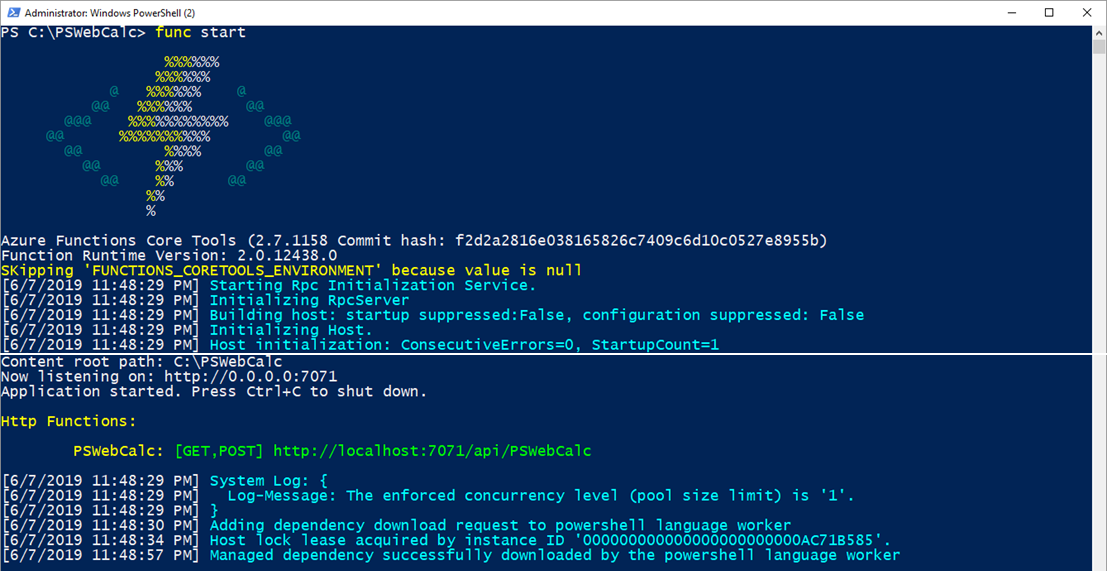 Administrator: Windows PowerShell (2)
PS C:\PSWebCalc> func start
                  %%%%%%
                 %%%%%%
            @   %%%%%%    @
          @@   %%%%%%      @@
       @@@    %%%%%%%%%%%    @@@
     @@      %%%%%%%%%%        @@
       @@         %%%%       @@
         @@      %%%       @@
           @@    %%      @@
                %%
                %
Azure Functions Core Tools (2.7.1158 Commit hash: f2d2a2816e038165826c7409c6d10c0527e8955b)
Function Runtime Version: 2.0.12438.0
SKipping 'FUNCTIONS_CORETOOLS_ENVIRONMENT' because value is null
[6/7/2019 11:48:29 PM] Starting Rpc Initialization Service.
[6/7/2019 11:48:29 PM] Initializing RpcServer
[6/7/2019 11:48:29 PM] Building host: startup suppressed:False, configuration suppressed: False
[6/7/2019 11:48:29 PM] Initializing Host.
[6/7/2019 11:48:29 PM] Host initialization: ConsecutiveErrors=0, StartupCount=1
Content root path: C:\PSWebCalc
Now listening on: http://0.0.0.0:7071
Application started. Press Ctrl+C to shut down.
Http Functions:
PSWebCalc: [GET,POST] http://localhost:7071/api/PSWebCalc
[6/7/2019 11:48:29 PM] System Log: {
[6/7/2019 11:48:29 PM]   Log-Message: The enforced concurrency level (pool size limit) is '1'.
[6/7/2019 11:48:29 PM] }
[6/7/2019 11:48:30 PM] Adding dependency download request to powershell language worker
[6/7/2019 11:48:34 PM] Host lock lease acquired by instance ID '000000000000000000000000AC71B585'.
[6/7/2019 11:48:57 PM] Managed dependency successfully downloaded by the powershell language worker